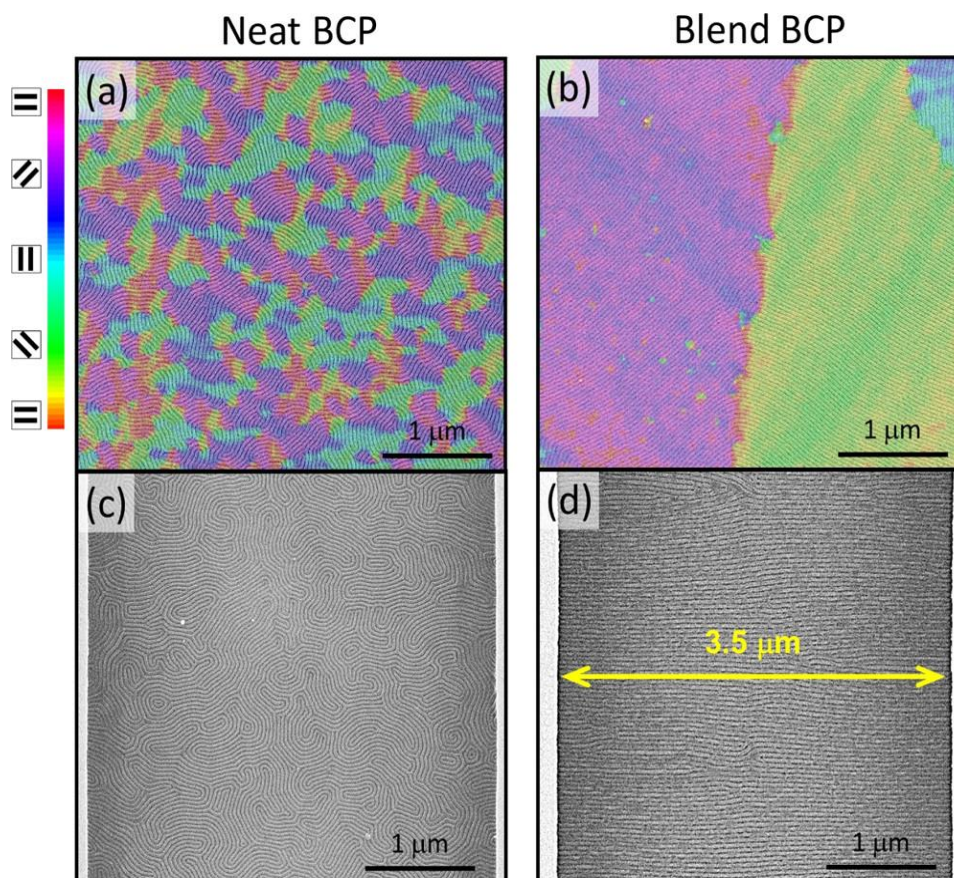 Neat BCP
Blend BCP
(a)
(b)
1 μm
1 μm
(c)
(d)
3.5 μm
1 μm
1 μm